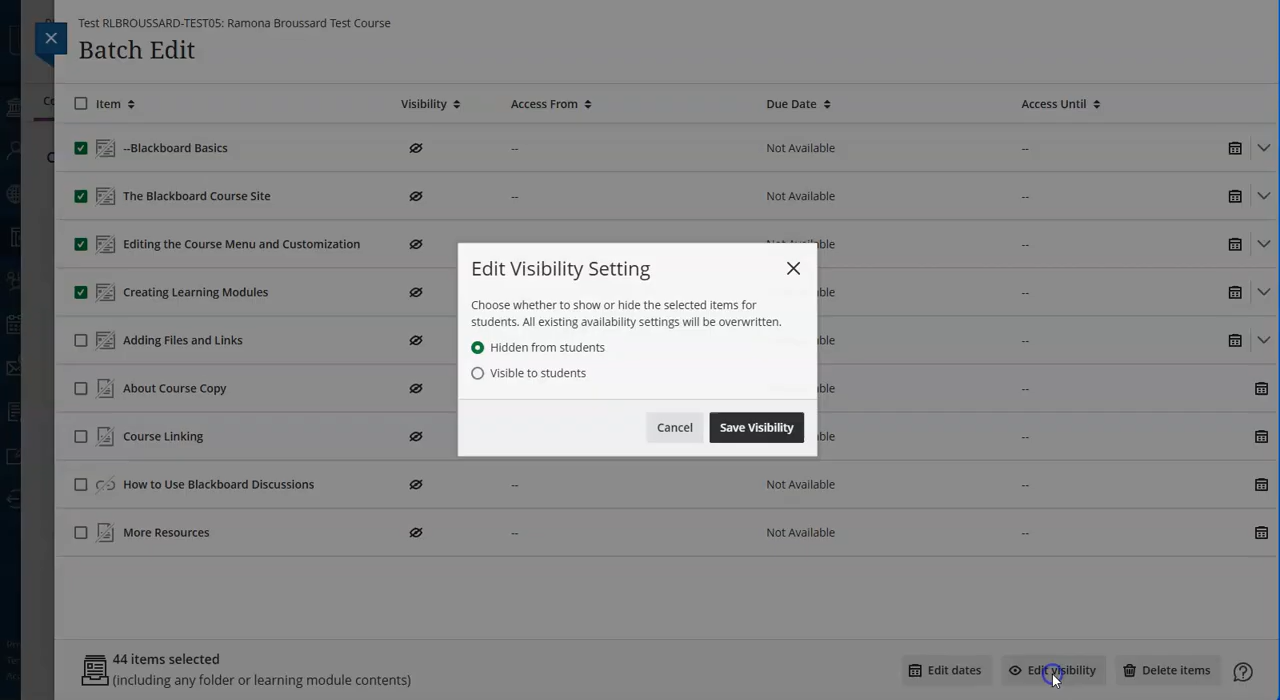 Test RLBROUSSARD-TEST05: Ramona Broussard Test Course
Batch Edit
Item Visibility Access From Due Date Access Until
--Blackboard Basics -- Not Available --
The Blackboard Course Site -- Not Available --
Editing the Course Menu and Customization
Creating Learning Modules
Adding Files and Links
About Course Copy
Course Linking
How to Use Blackboard Discussions -- Not Available --
More Resources -- Not Available --
Edit Visibility Setting
Choose whether to show or hide the selected items for
students. All existing availability settings will be overwritten.
Hidden from students
Visible to students
Cancel Save Visibility
44 items selected
(including any folder or learning module contents)
Edit dates Edit visibility Delete items